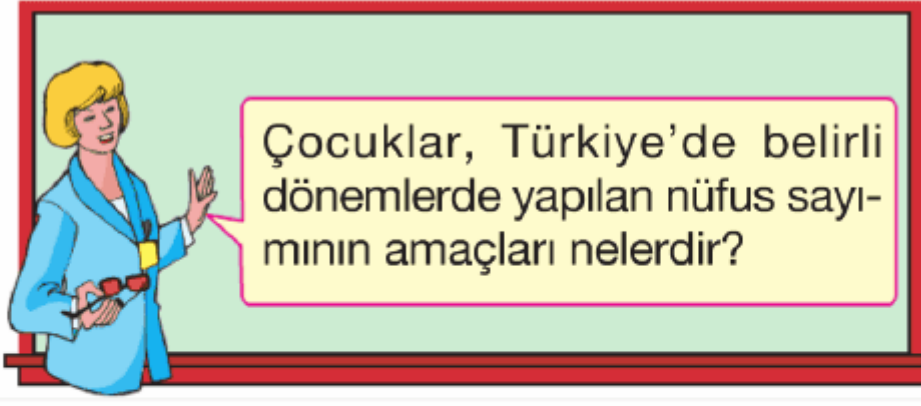 Çocuklar, Türkiye’de belirli
dönemlerde yapılan nüfus sayı-
mının amaçları nelerdir?